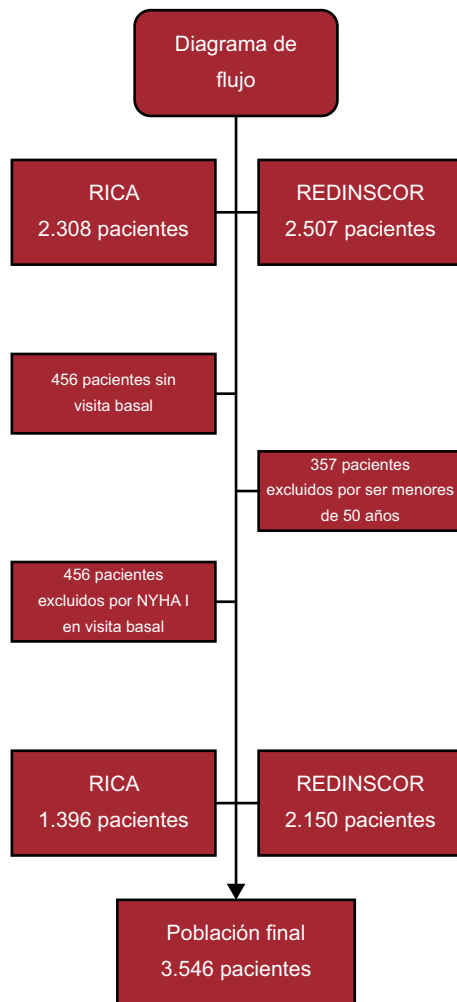 Diagrama de
flujo
RICA
2.308 pacientes
REDINSCOR
2.507 pacientes
456 pacientes sin
visita basal
357 pacientes
excluidos por ser menores
de 50 años
456 pacientes
excluidos por NYHA I
en visita basal
RICA
1.396 pacientes
REDINSCOR
2.150 pacientes
Población final
3.546 pacientes